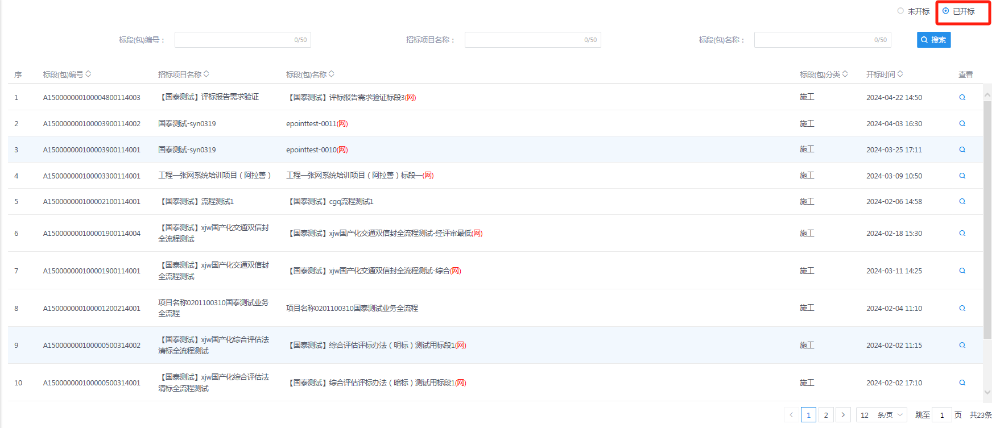 未开标 已开标
标段(包)编号： 0/50 招标项目名称： 0/50 标段(包)名称： 0/50 搜索
序 标段(包)编号 招标项目名称 标段(包)名称 标段(包)分类 开标时间 查看
1 A150000000100004800114003 【国泰测试】评标报告需求验证 【国泰测试】评标报告需求验证标段3(网) 施工 2024-04-22 14:50
2 A150000000100003900114002 国泰测试-syn0319 epointtest-0011(网) 施工 2024-04-03 16:30
3 A150000000100003900114001 国泰测试-syn0319 epointtest-0010(网) 施工 2024-03-25 17:11
4 A150000000100003300114001 工程一张网系统培训项目（阿拉善） 工程一张网系统培训项目（阿拉善）标段一(网) 施工 2024-03-09 10:50
5 A150000000100002100114001 【国泰测试】流程测试1 【国泰测试】cgq流程测试1 施工 2024-02-06 14:58
6 A150000000100001900114004 【国泰测试】xjw国产化交通双信封
全流程测试 【国泰测试】xjw国产化交通双信封全流程测试-经评审最低(网) 施工 2024-02-18 15:30
7 A150000000100001900114001 【国泰测试】xjw国产化交通双信封
全流程测试 【国泰测试】xjw国产化交通双信封全流程测试-综合(网) 施工 2024-03-11 14:25
8 A150000000100001200214001 项目名称0201100310国泰测试业务
全流程 项目名称0201100310国泰测试业务全流程 施工 2024-02-04 11:10
9 A150000000100000500314002 【国泰测试】xjw国产化综合评估法
清标全流程测试 【国泰测试】综合评估评标办法（明标）测试用标段1(网) 施工 2024-02-02 11:15
10 A150000000100000500314001 【国泰测试】xjw国产化综合评估法
清标全流程测试 【国泰测试】综合评估评标办法（暗标）测试用标段1(网) 施工 2024-02-02 17:10
1 2 12 条/页 跳至 1 页 共23条